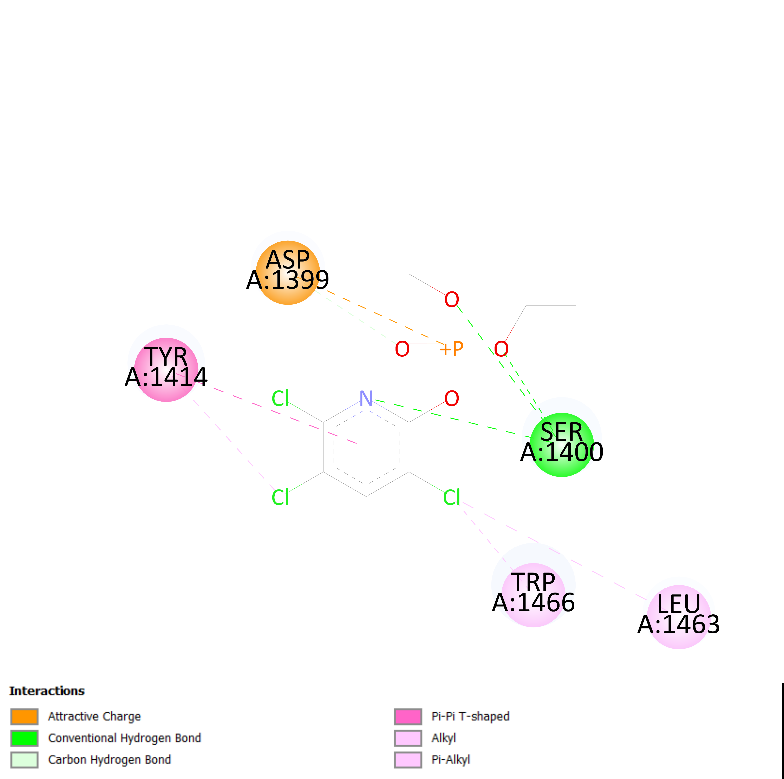 ASP
A:1399
O
O
+P
O
TYR
A:1414
Cl
N
O
SER
A:1400
Cl
Cl
TRP
A:1466
LEU
A:1463
Interactions
Attractive Charge
Conventional Hydrogen Bond
Carbon Hydrogen Bond
Pi-Pi T-shaped
Alkyl
Pi-Alkyl